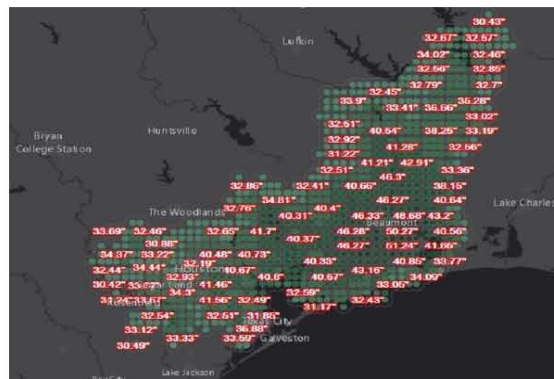 30.43"
32.67" 32.57"
Lufkin
34.02" 32.46"
32.56" 32.85"
32.79" 32.7"
32.45"
33.9" 35.28"
33.41" 36.66"
33.02"
32.51"
40.54" 38.25" 33.19"
Bryan
College Station
Huntsville
32.92"
41.28" 32.56"
31.22"
41.21" 42.91"
32.51" 33.36"
46.3"
32.86" 32.41" 40.66" 38.15"
34.81" 46.27" 40.64"
Lake Charles
The Woodlands 32.76" 40.4"
40.31" 46.33" 48.68" 43.2"
Beaumont
33.69" 32.46" 32.65" 41.7" 46.28" 50.27" 40.56"
40.37"
30.88" 46.27" 51.24" 41.66"
34.37" 33.22" 40.48" 40.73"
32.19" 40.33" 40.85" 33.77"
32.44" 34.44" Houston 40.67" 43.16"
32.93" 40.8" 40.67" 34.09"
30.42" 41.46" 33.05"
34.3" 32.59"
31.24" 33.67" 41.56" 32.49" 32.43"
31.17"
32.54" 32.51" 31.85"
Texas City
33.12" 36.88"
33.33" 33.59" Galveston
30.49"
Lake Jackson